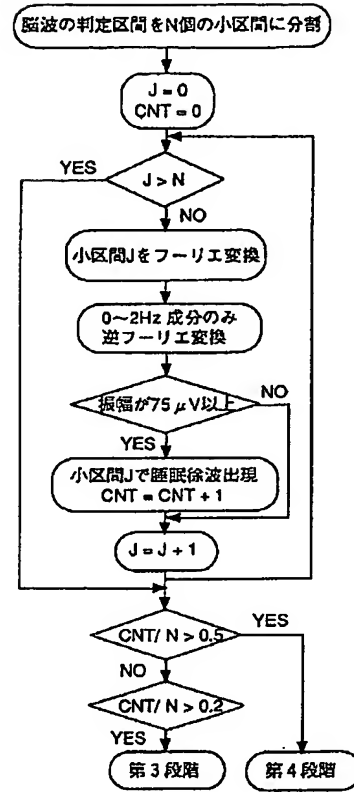 脳波の判定区間をN個の小区間に分割
J = 0
CNT = 0
YES
J > N
NO
小区間Jをフーリエ変換
0~2Hz 成分のみ
逆フーリエ変換
振幅が75μV以上
NO
YES
小区間Jで睡眠徐波出現
CNT = CNT + 1
J = J + 1
CNT/ N > 0.5
YES
NO
CNT/ N > 0.2
YES
第3段階
第4段階